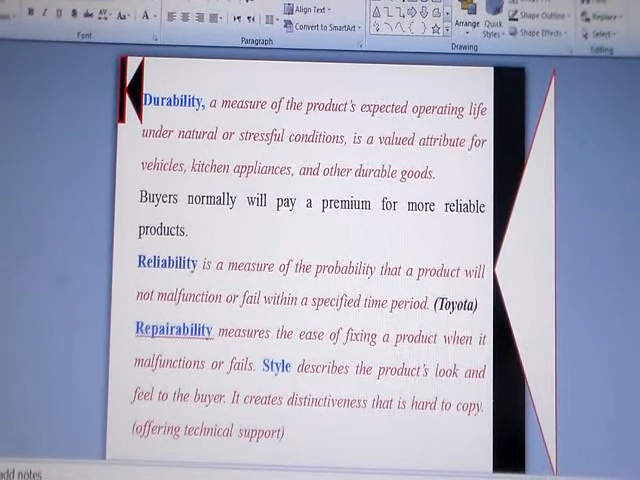 B I U S AV Aa A
Align Text
Convert to SmartArt
Font
Paragraph
Arrange
Quick
Styles
Shape Outline
Shape Effects
Drawing
Replace
Select
Editing
Durability, a measure of the product's expected operating life
under natural or stressful conditions, is a valued attribute for
vehicles, kitchen appliances, and other durable goods.
Buyers normally will pay a premium for more reliable
products.
Reliability is a measure of the probability that a product will
not malfunction or fail within a specified time period. (Toyota)
Repairability measures the ease of fixing a product when it
malfunctions or fails. Style describes the product's look and
feel to the buyer. It creates distinctiveness that is hard to copy.
(offering technical support)
add notes